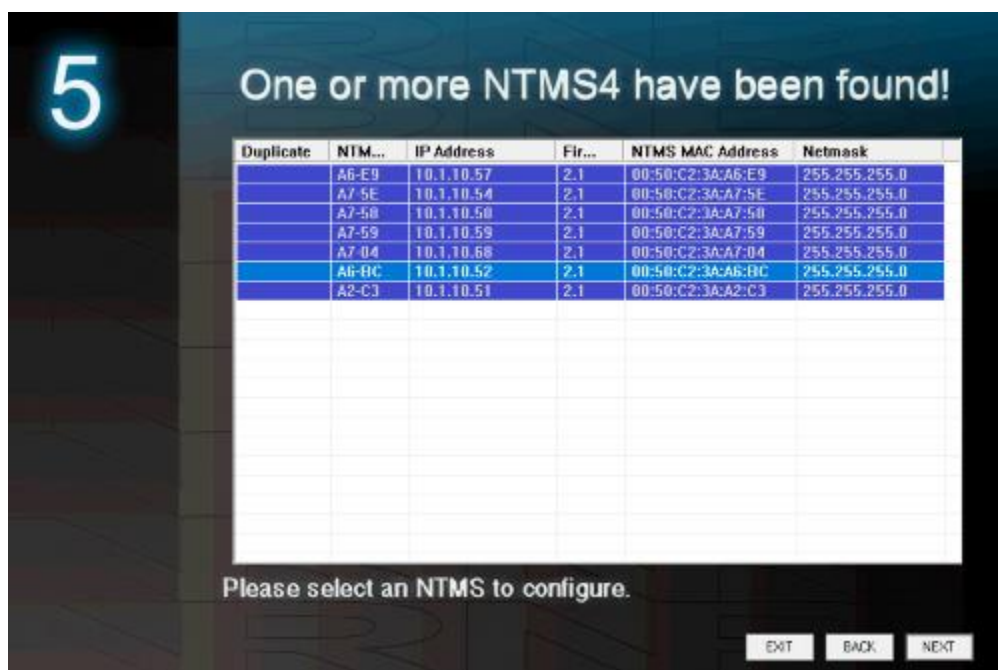 5
One or more NTMS4 have been found!
Duplicate NTM... IP Address Fir... NTMS MAC Address Netmask
A6-E9 10.1.10.57 2.1 00:50:C2:3A:A6:E9 255.255.255.0
A7-5E 10.1.10.54 2.1 00:50:C2:3A:A7:5E 255.255.255.0
A7-58 10.1.10.50 2.1 00:50:C2:3A:A7:58 255.255.255.0
A7-59 10.1.10.59 2.1 00:50:C2:3A:A7:59 255.255.255.0
A7-04 10.1.10.68 2.1 00:50:C2:3A:A7:04 255.255.255.0
A6-BC 10.1.10.52 2.1 00:50:C2:3A:A6:BC 255.255.255.0
A2-C3 10.1.10.51 2.1 00:50:C2:3A:A2:C3 255.255.255.0
Please select an NTMS to configure.
EXIT BACK NEXT